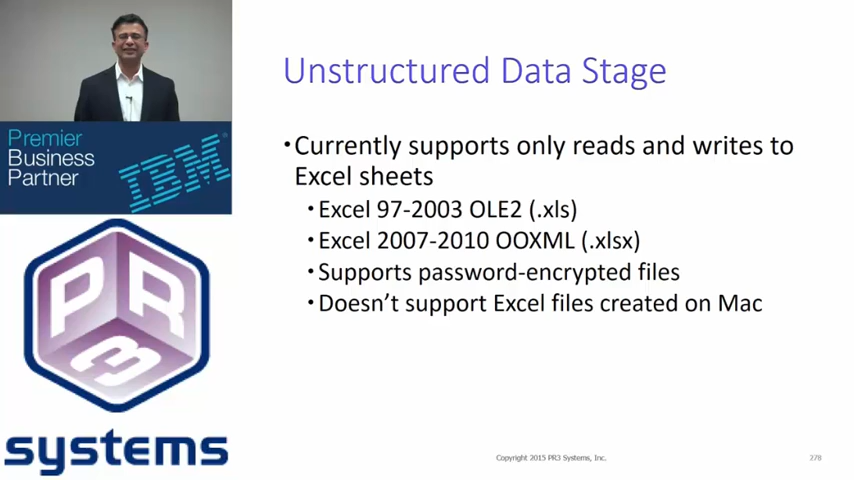 Unstructured Data Stage
•Currently supports only reads and writes to
Excel sheets
•Excel 97-2003 OLE2 (.xls)
•Excel 2007-2010 OOXML (.xlsx)
•Supports password-encrypted files
•Doesn’t support Excel files created on Mac
Premier
Business
Partner
IBM®
PR3
systems
Copyright 2015 PR3 Systems, Inc.
278